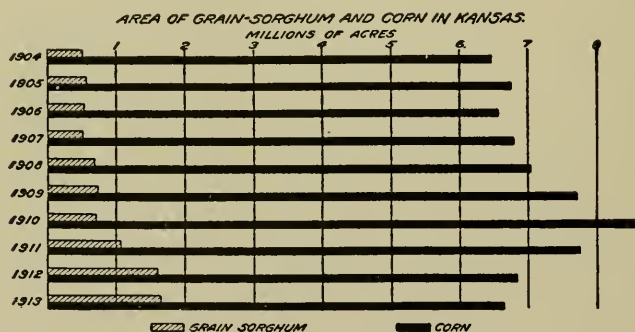 AREA OF GRAIN-SORGHUM AND CORN IN KANSAS.
MILLIONS OF ACRES
1 2 3 4 5 6. 7 8
1904
1905
1906
1907
1908
1909
1910
1911
1912
1913
GRAIN SORGHUM CORN